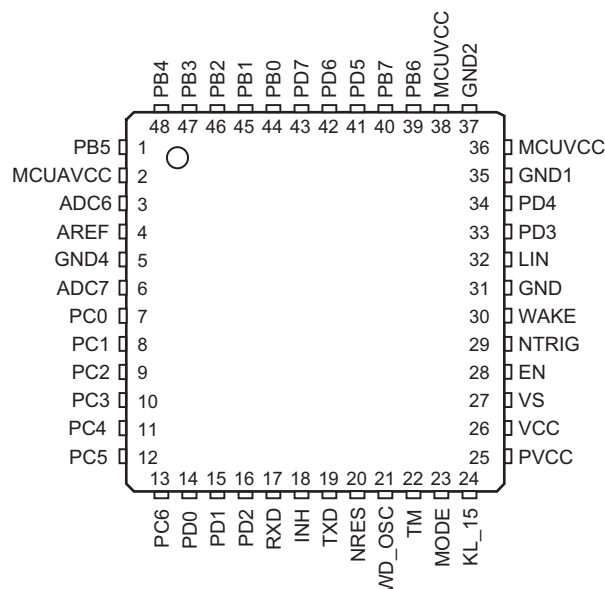 PB4 PB3 PB2 PB1 PB0 PD7 PD6 PD5 PB7 PB6 MCUVCC GND2
48 47 46 45 44 43 42 41 40 39 38 37
PB5 1 36 MCUVCC
MCUAVCC 2 35 GND1
ADC6 3 34 PD4
AREF 4 33 PD3
GND4 5 32 LIN
ADC7 6 31 GND
PC0 7 30 WAKE
PC1 8 29 NTRIG
PC2 9 28 EN
PC3 10 27 VS
PC4 11 26 VCC
PC5 12 25 PVCC
13 14 15 16 17 18 19 20 21 22 23 24
PC6 PD0 PD1 PD2 RXD INH TXD NRES WD_OSC TM MODE KL_15